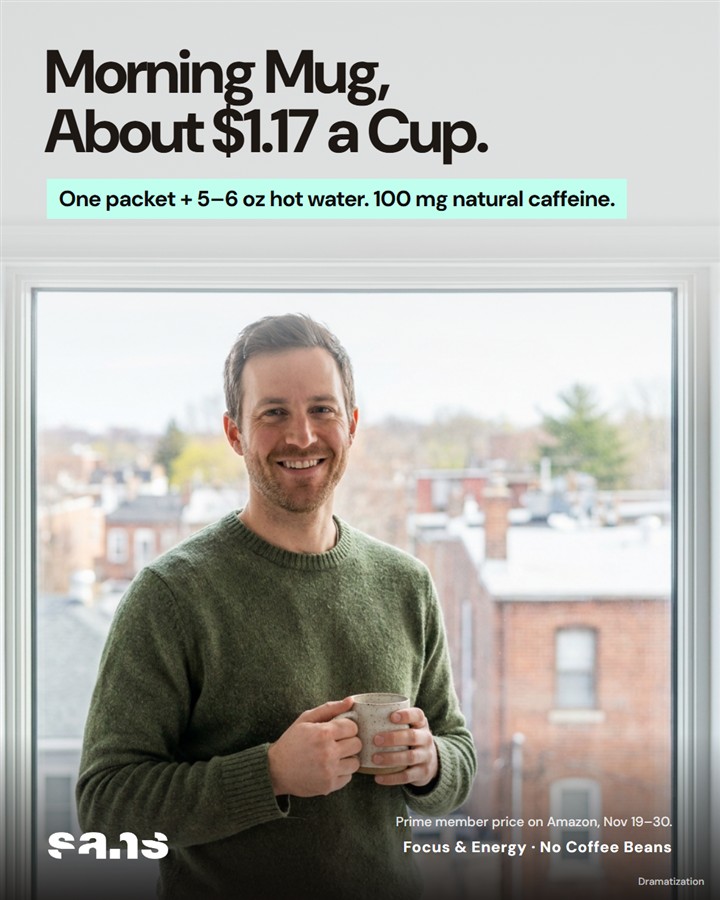 Morning Mug,
About $1.17 a Cup.
One packet + 5–6 oz hot water. 100 mg natural caffeine.
Prime member price on Amazon, Nov 19–30.
sans
Focus & Energy · No Coffee Beans
Dramatization